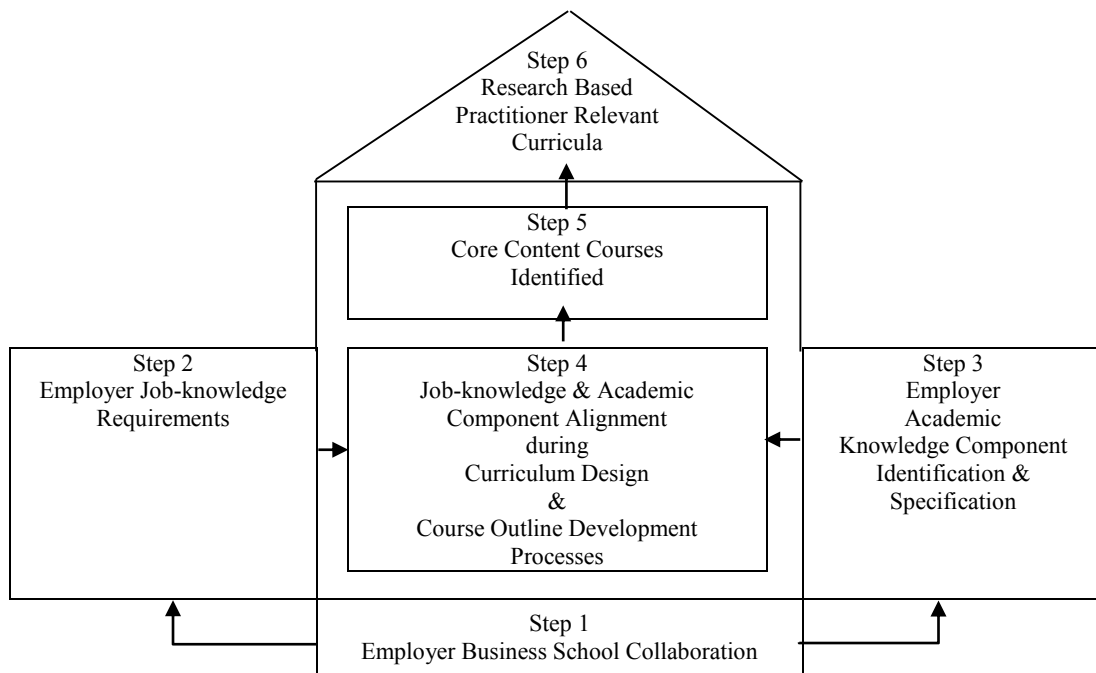 Step 6
Research Based
Practitioner Relevant
Curricula
Step 5
Core Content Courses
Identified
Step 2
Employer Job-knowledge
Requirements
Step 4
Job-knowledge & Academic
Component Alignment
during
Curriculum Design
&
Course Outline Development
Processes
Step 3
Employer
Academic
Knowledge Component
Identification &
Specification
Step 1
Employer Business School Collaboration